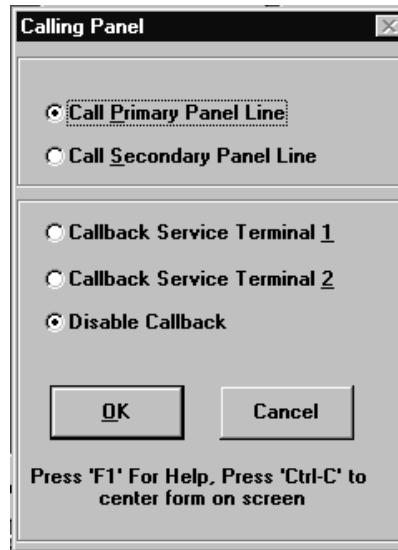 Calling Panel
Call Primary Panel Line
Call Secondary Panel Line
Callback Service Terminal 1
Callback Service Terminal 2
Disable Callback
OK
Cancel
Press 'F1' For Help, Press 'Ctrl-C' to
center form on screen